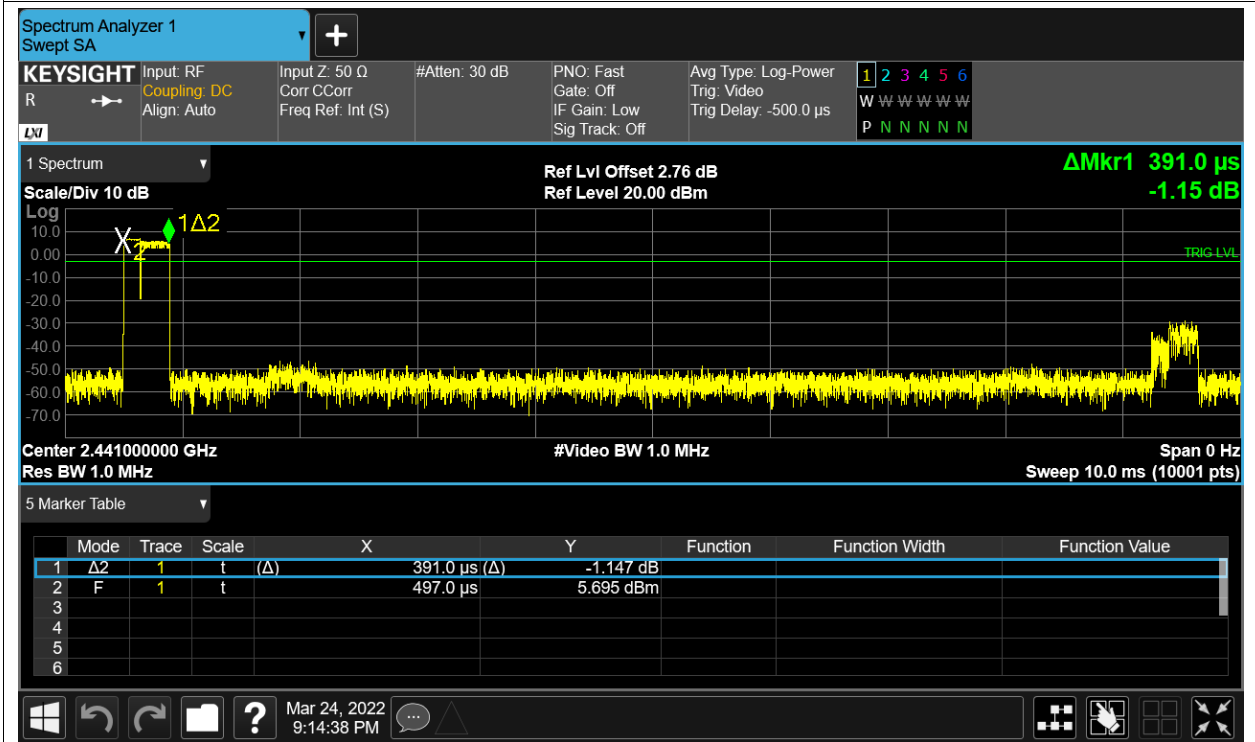 Spectrum Analyzer 1
Swept SA
KEYSIGHT Input: RF Input Z: 50 Ω #Atten: 30 dB PNO: Fast Avg Type: Log-Power 1 2 3 4 5 6
R Coupling: DC Corr CCorr Gate: Off Trig: Video W W W W W W
Align: Auto Freq Ref: Int (S) IF Gain: Low Trig Delay: -500.0 µs
LXI Sig Track: Off P N N N N N
1 Spectrum Ref Lvl Offset 2.76 dB ΔMkr1 391.0 µs
Scale/Div 10 dB Ref Level 20.00 dBm -1.15 dB
Log
1Δ2
10.0
X
2
0.00 TRIG LVL
-10.0
-20.0
-30.0
-40.0
-50.0
-60.0
-70.0
Center 2.441000000 GHz #Video BW 1.0 MHz Span 0 Hz
Res BW 1.0 MHz Sweep 10.0 ms (10001 pts)
5 Marker Table
Mode Trace Scale X Y Function Function Width Function Value
1 Δ2 1 t (Δ) 391.0 µs (Δ) -1.147 dB
2 F 1 t 497.0 µs 5.695 dBm
3
4
5
6
? Mar 24, 2022
9:14:38 PM